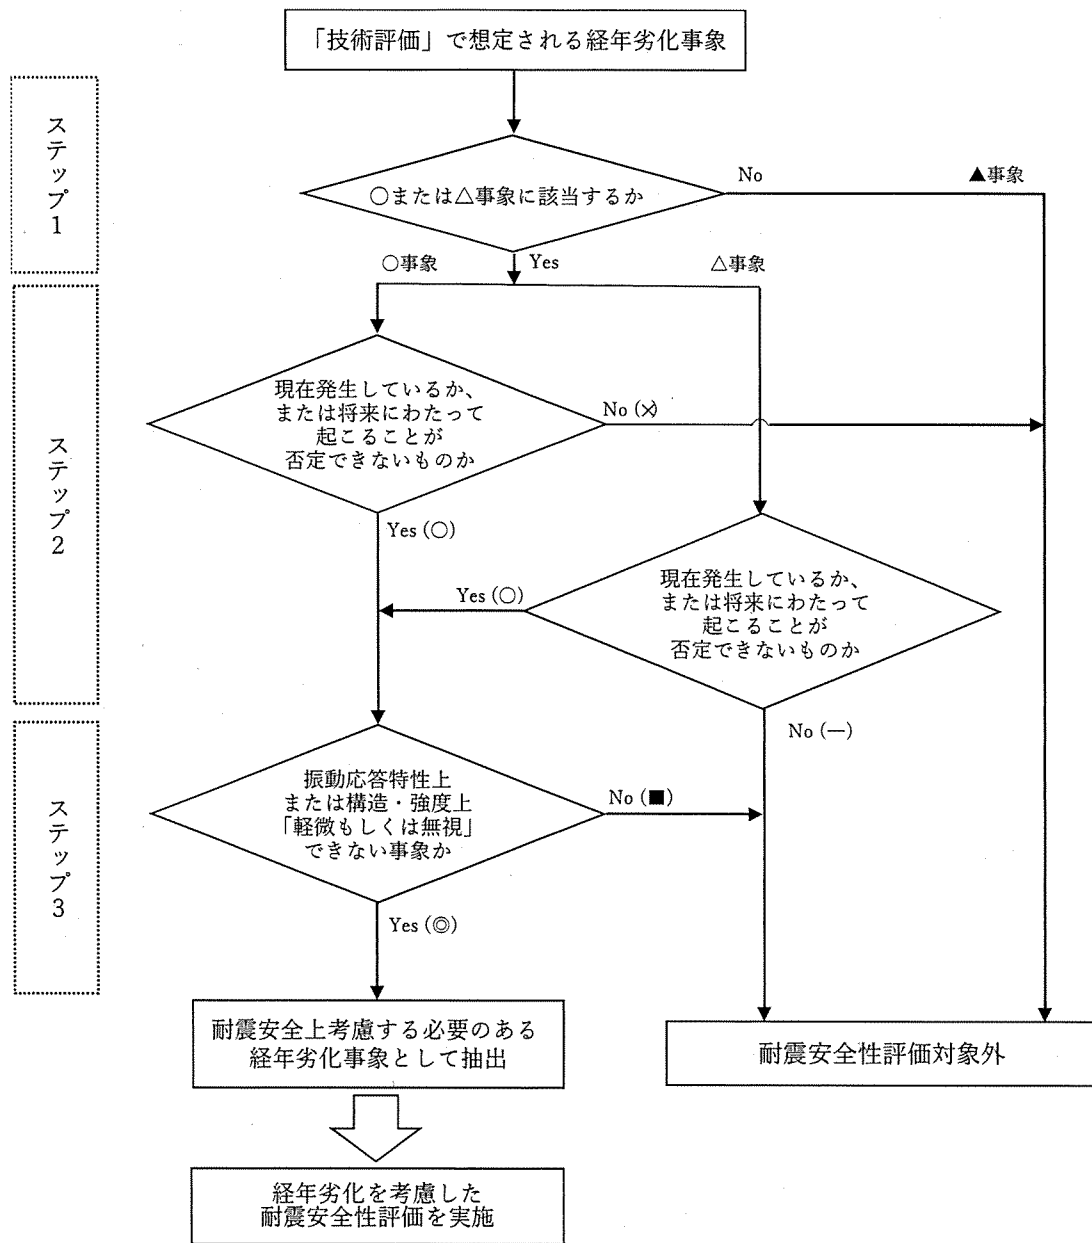 「技術評価」で想定される経年劣化事象
ステップ1
○または△事象に該当するか
No
▲事象
Yes
○事象
△事象
ステップ2
現在発生しているか、
または将来にわたって
起こることが
否定できないものか
No (×)
Yes (○)
現在発生しているか、
または将来にわたって
起こることが
否定できないものか
Yes (○)
No (―)
ステップ3
振動応答特性上
または構造・強度上
「軽微もしくは無視」
できない事象か
No (■)
Yes (◎)
耐震安全上考慮する必要のある
経年劣化事象として抽出
耐震安全性評価対象外
経年劣化を考慮した
耐震安全性評価を実施